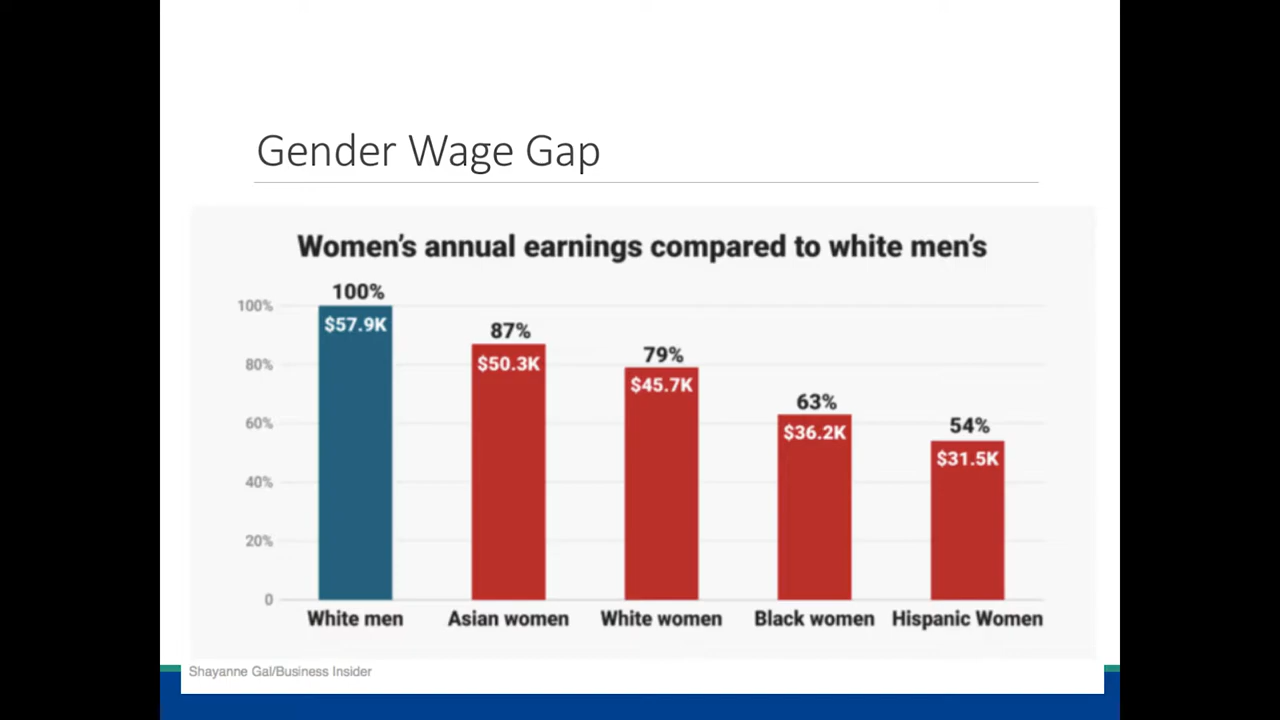 Gender Wage Gap
Women's annual earnings compared to white men's
100%
100%
$57.9K
87%
$50.3K
80%
79%
$45.7K
63%
$36.2K
60%
54%
$31.5K
40%
20%
0
White men Asian women White women Black women Hispanic Women
Shayanne Gal/Business Insider